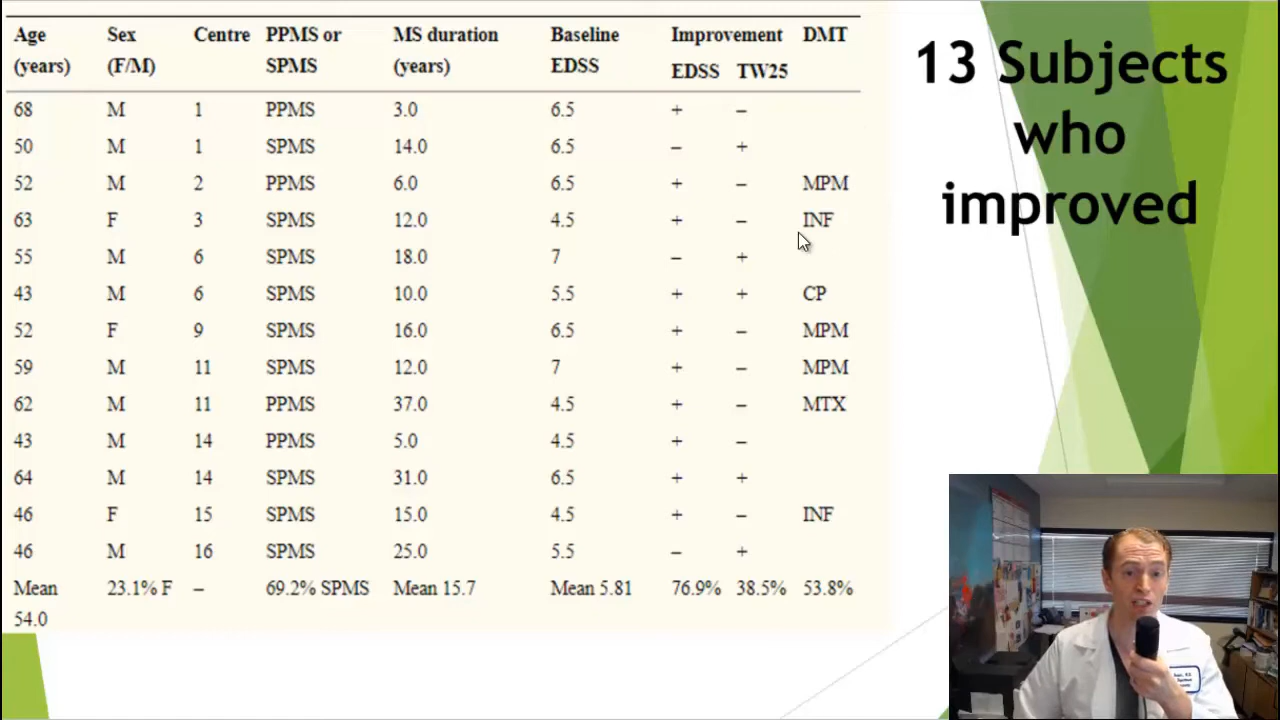 Age Sex Centre PPMS or MS duration Baseline Improvement DMT
(years) (F/M) SPMS (years) EDSS EDSS TW25
68 M 1 PPMS 3.0 6.5 + –
50 M 1 SPMS 14.0 6.5 – +
52 M 2 PPMS 6.0 6.5 + – MPM
63 F 3 SPMS 12.0 4.5 + – INF
55 M 6 SPMS 18.0 7 – +
43 M 6 SPMS 10.0 5.5 + + CP
52 F 9 SPMS 16.0 6.5 + – MPM
59 M 11 SPMS 12.0 7 + – MPM
62 M 11 PPMS 37.0 4.5 + – MTX
43 M 14 PPMS 5.0 4.5 + –
64 M 14 SPMS 31.0 6.5 + +
46 F 15 SPMS 15.0 4.5 + – INF
46 M 16 SPMS 25.0 5.5 – +
Mean 23.1% F – 69.2% SPMS Mean 15.7 Mean 5.81 76.9% 38.5% 53.8%
54.0
13 Subjects
who
improved